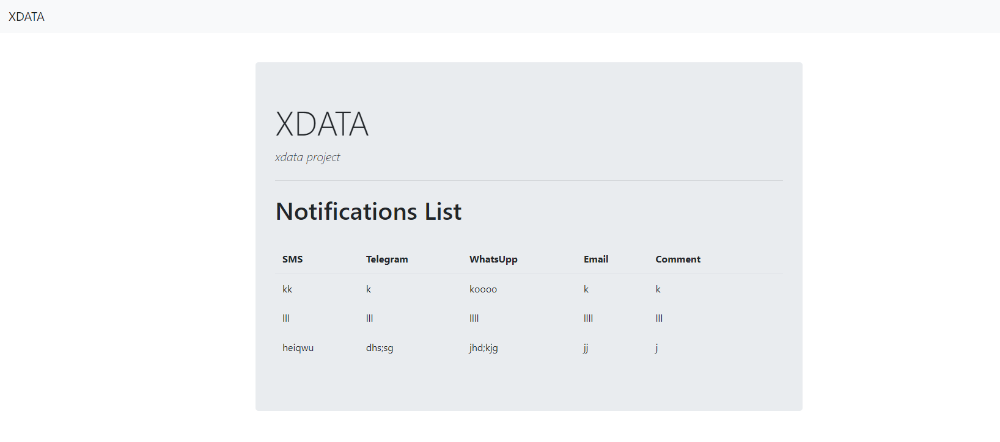 XDATA
XDATA
xdata project
Notifications List
SMS Telegram WhatsUpp Email Comment
kk k koooo k k
lll lll llll llll lll
heiqwu dhs;sg jhd;kjg jj j